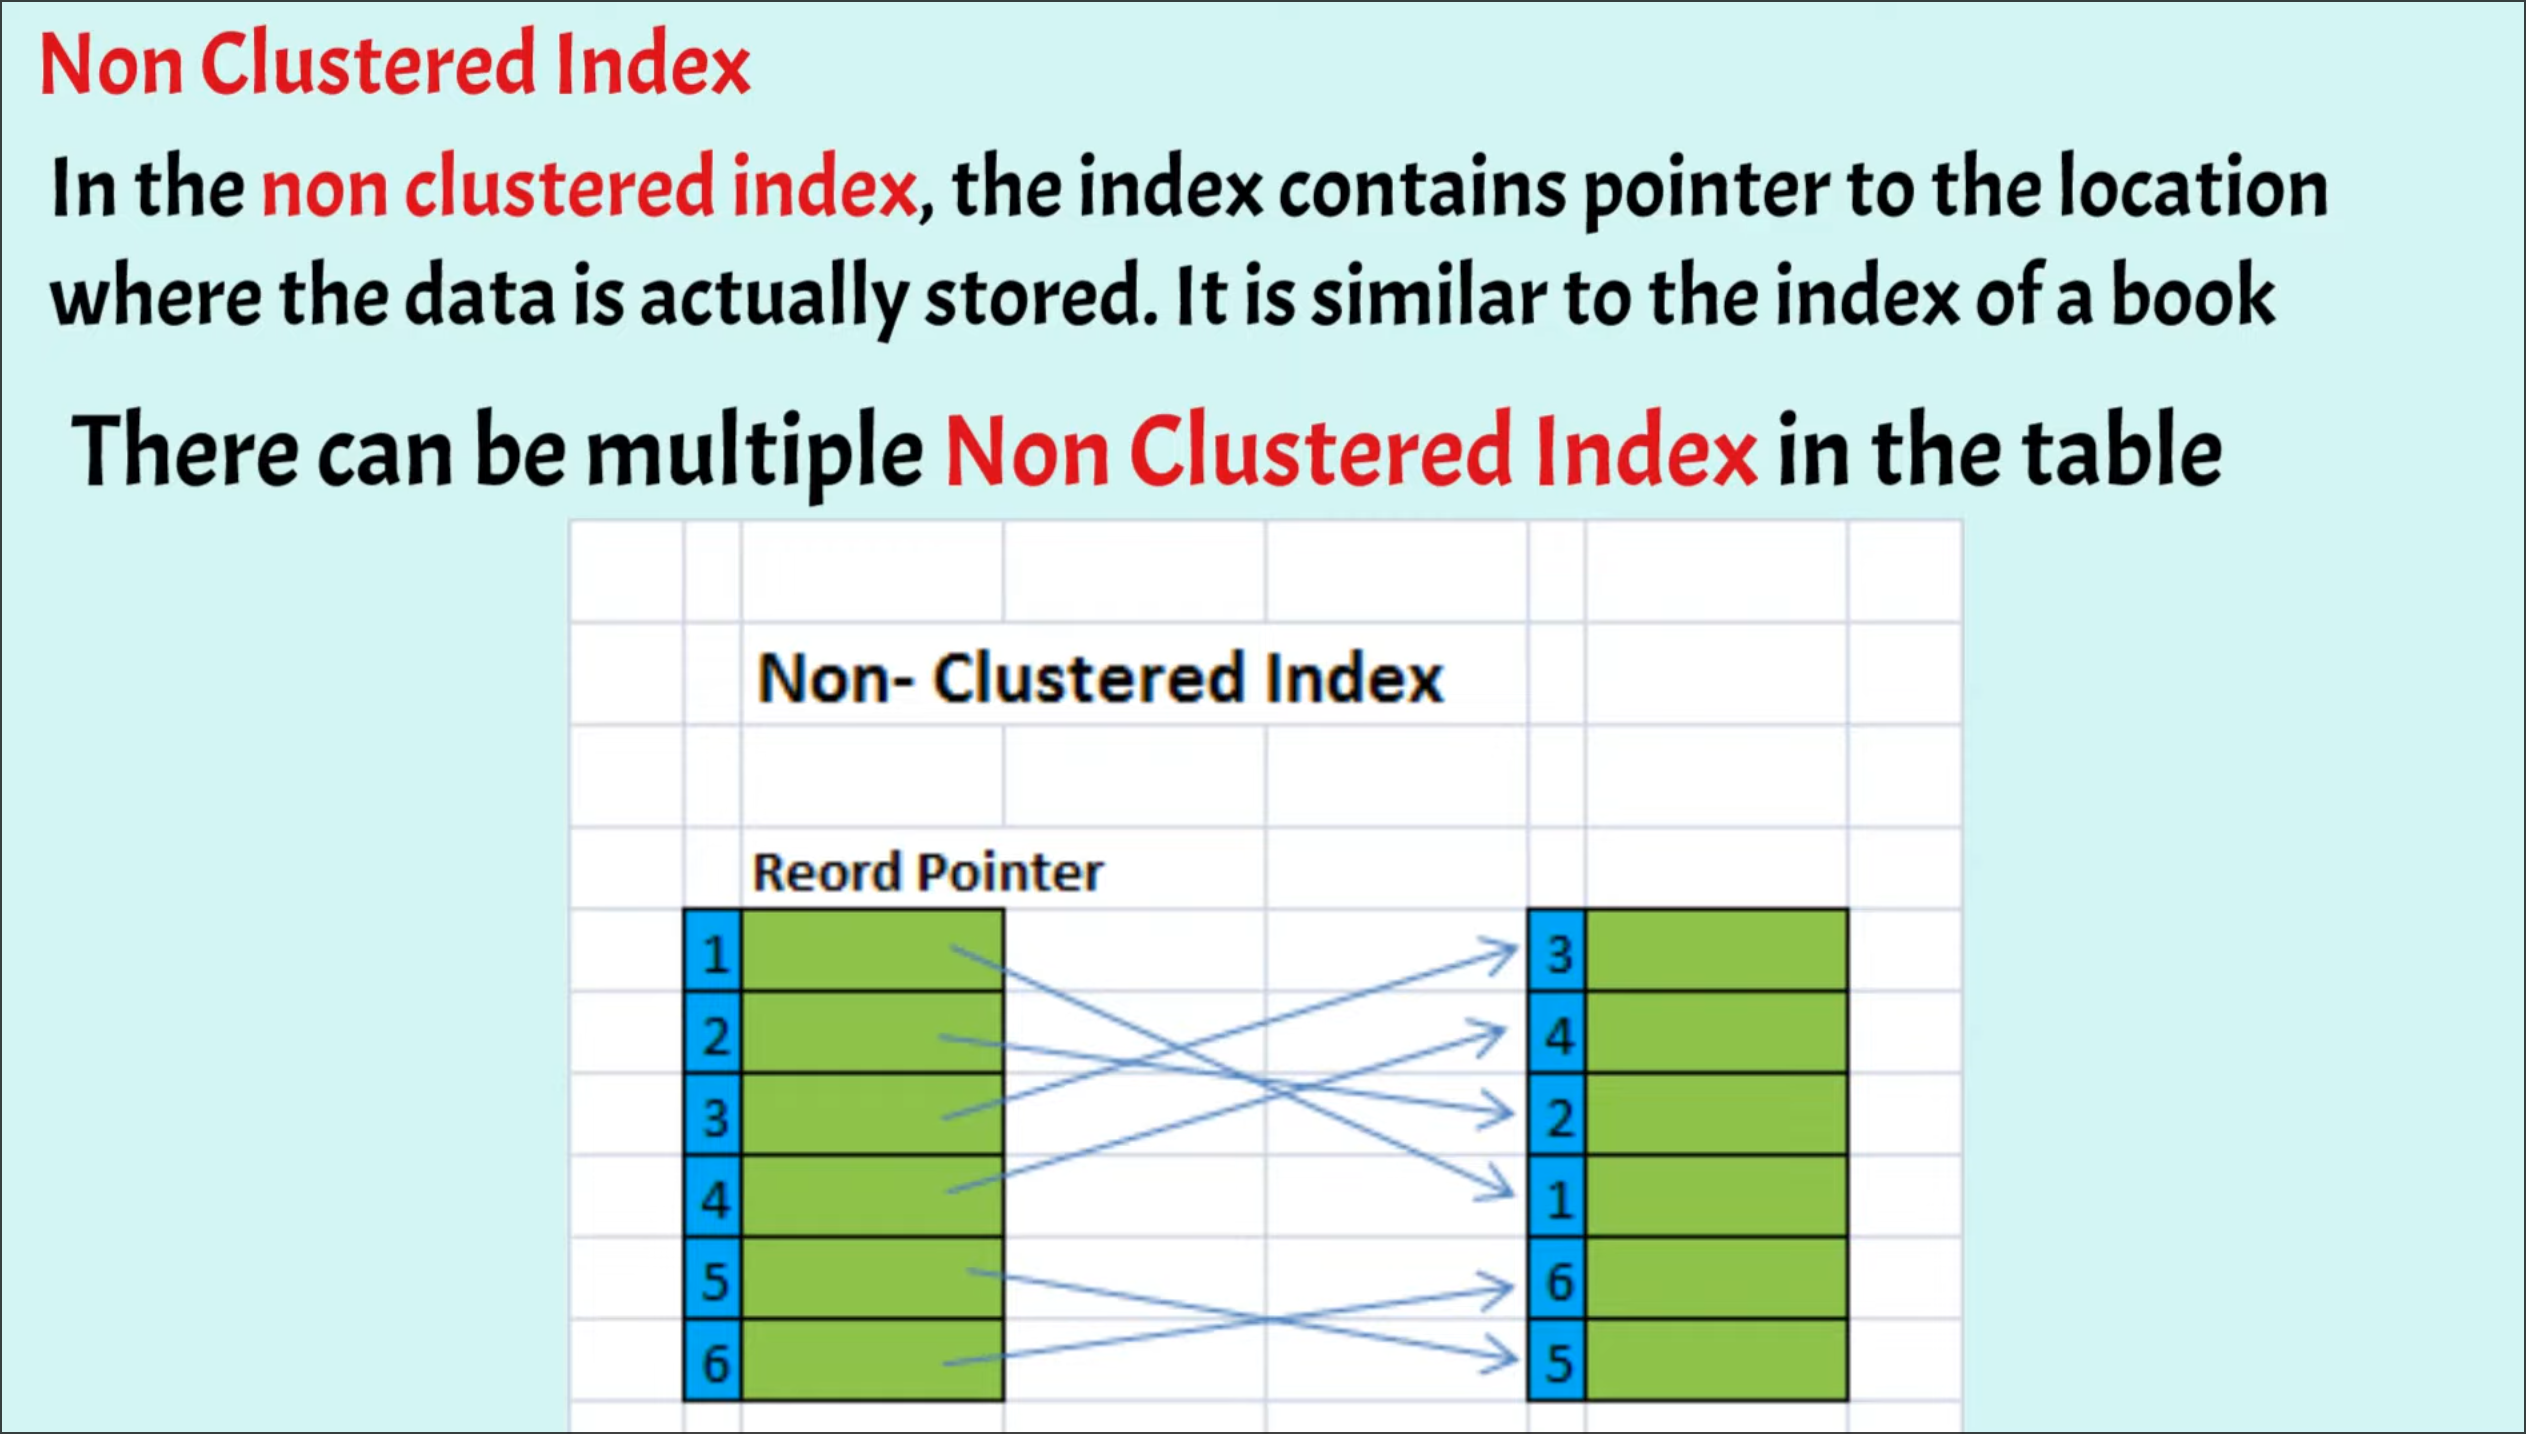 Non Clustered Index
In the non clustered index, the index contains pointer to the location
where the data is actually stored. It is similar to the index of a book
There can be multiple Non Clustered Index in the table
Non- Clustered Index
Reord Pointer
1 3
2 4
3 2
4 1
5 6
6 5